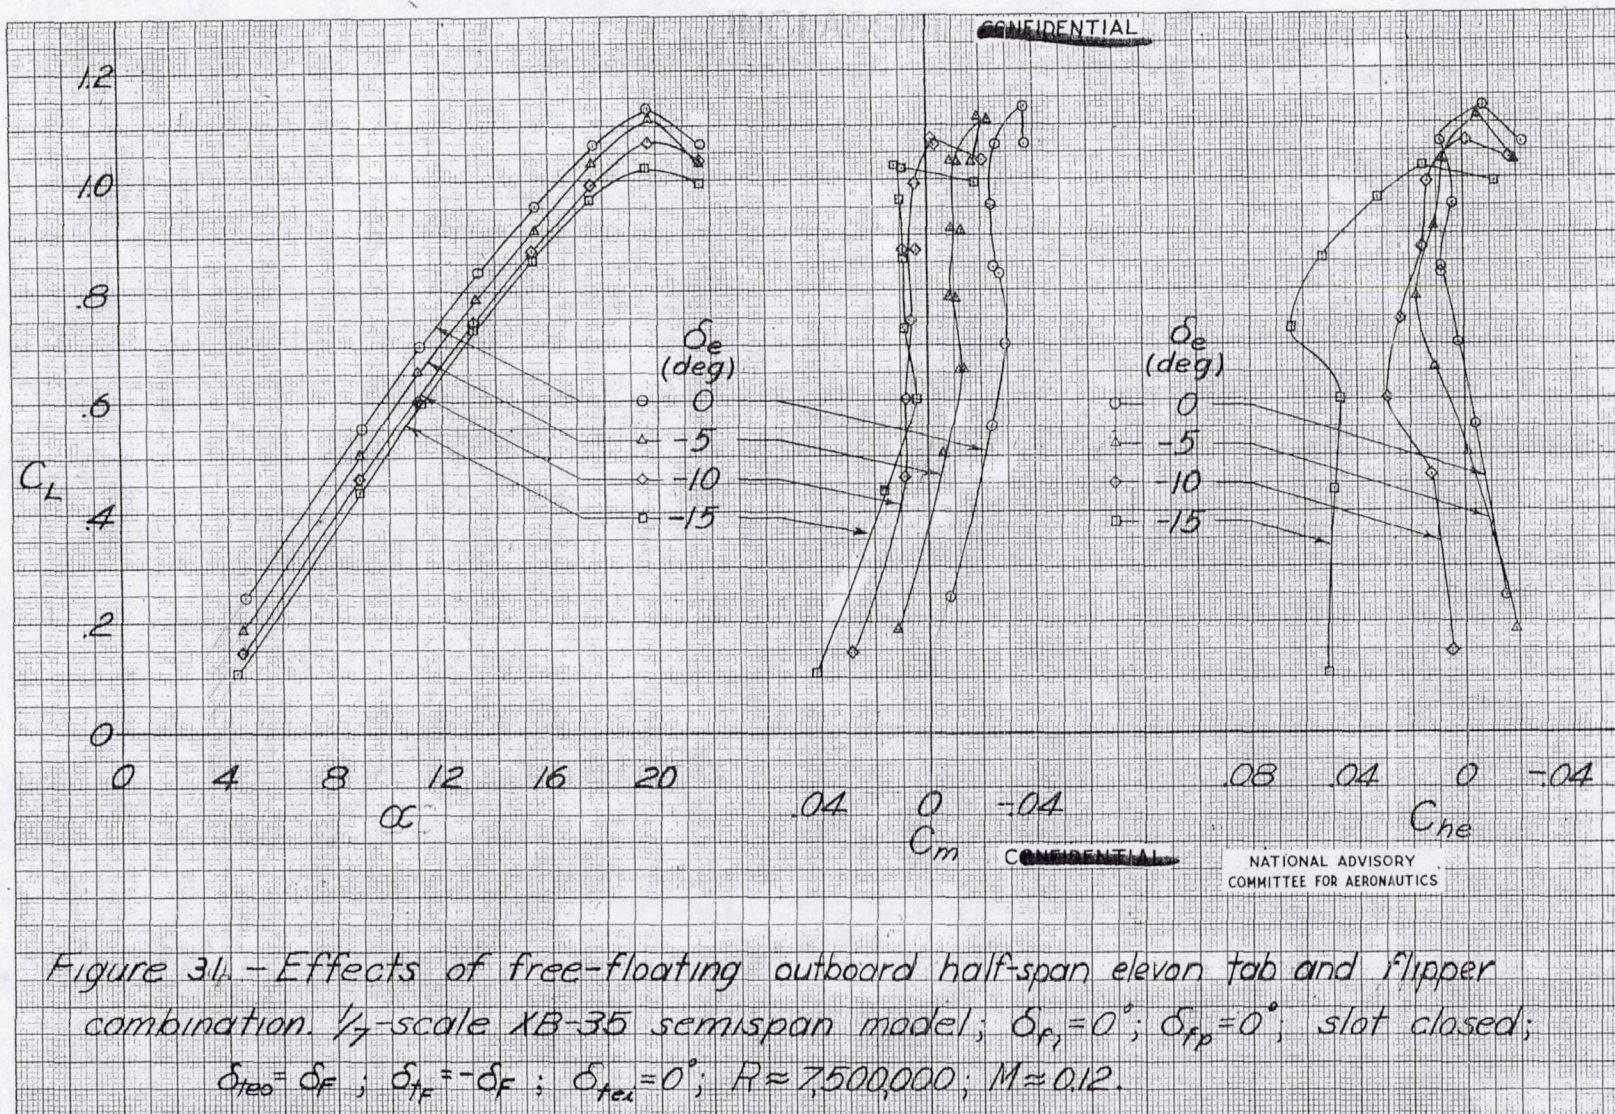 CONFIDENTIAL
1.2
1.0
.8
.6
.4
.2
0
C_L
0 4 8 12 16 20
α
δe
(deg)
0
-5
-10
-15
.04 0 -.04
C_m
δe
(deg)
0
-5
-10
-15
.08 .04 0 -.04
C_he
CONFIDENTIAL
NATIONAL ADVISORY
COMMITTEE FOR AERONAUTICS
Figure 31. - Effects of free-floating outboard half-span elevon tab and flipper
combination. 1/7-scale XB-35 semispan model; δf₁=0°; δfp=0°; slot closed;
δteo=δF; δtF=-δF; δtei=0°; R≈7,500,000; M≈0.12.